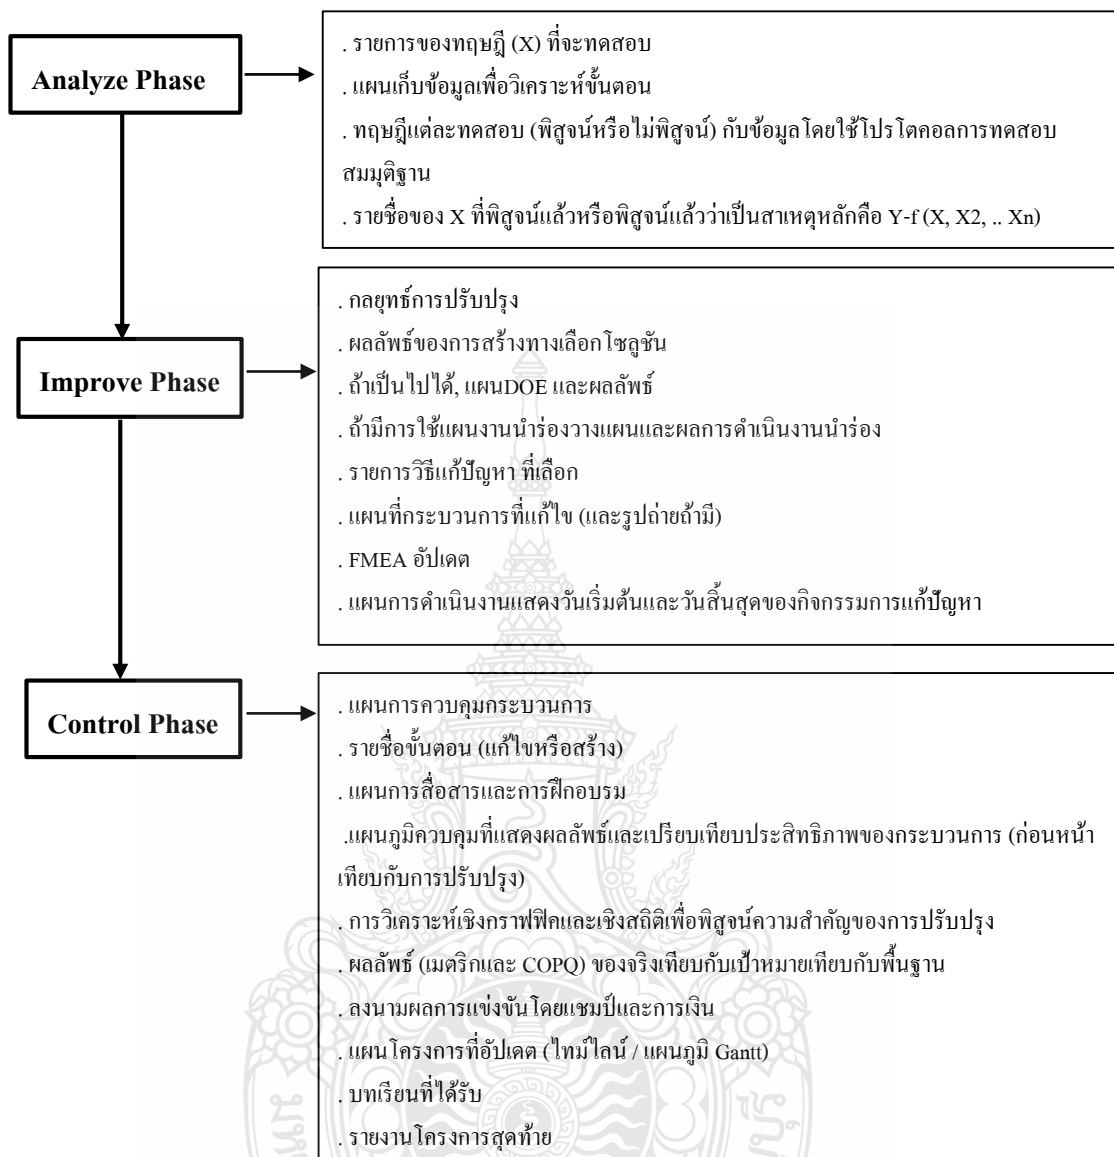 Analyze Phase
. รายการของทฤษฎี (X) ที่จะทดสอบ
. แผนเก็บข้อมูลเพื่อวิเคราะห์ขั้นตอน
. ทฤษฎีแต่ละทดสอบ (พิสูจน์หรือไม่พิสูจน์) กับข้อมูลโดยใช้โปรโตคอลการทดสอบ
สมมุติฐาน
. รายชื่อของ X ที่พิสูจน์แล้วหรือพิสูจน์แล้วว่าเป็นสาเหตุหลักคือ Y-f (X, X2, .. Xn)
Improve Phase
. กลยุทธ์การปรับปรุง
. ผลลัพธ์ของการสร้างทางเลือกโซลูชัน
. ถ้าเป็นไปได้, แผนDOE และผลลัพธ์
. ถ้ามีการใช้แผนงานนำร่องวางแผนและผลการดำเนินงานนำร่อง
. รายการวิธีแก้ปัญหา ที่เลือก
. แผนที่กระบวนการที่แก้ไข (และรูปถ่ายถ้ามี)
. FMEA อัปเดต
. แผนการดำเนินงานแสดงวันเริ่มต้นและวันสิ้นสุดของกิจกรรมการแก้ปัญหา
Control Phase
. แผนการควบคุมกระบวนการ
. รายชื่อขั้นตอน (แก้ไขหรือสร้าง)
. แผนการสื่อสารและการฝึกอบรม
.แผนภูมิควบคุมที่แสดงผลลัพธ์และเปรียบเทียบประสิทธิภาพของกระบวนการ (ก่อนหน้า
เทียบกับการปรับปรุง)
. การวิเคราะห์เชิงกราฟฟิคและเชิงสถิติเพื่อพิสูจน์ความสำคัญของการปรับปรุง
. ผลลัพธ์ (เมตริกและ COPQ) ของจริงเทียบกับเป้าหมายเทียบกับพื้นฐาน
. ลงนามผลการแข่งขันโดยแชมป์และการเงิน
. แผนโครงการที่อัปเดต (ไทม์ไลน์ / แผนภูมิ Gantt)
. บทเรียนที่ได้รับ
. รายงานโครงการสุดท้าย